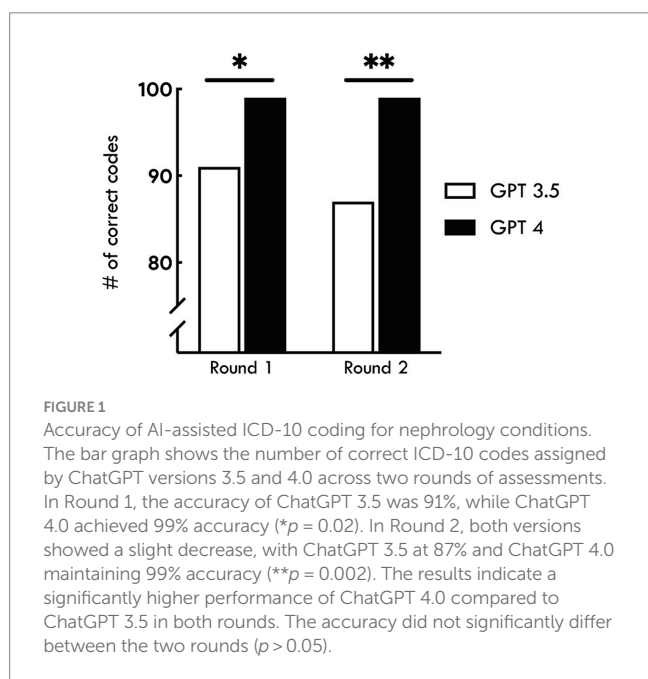 * **
100
90
80
# of correct codes
GPT 3.5
GPT 4
Round 1 Round 2
FIGURE 1
Accuracy of AI-assisted ICD-10 coding for nephrology conditions.
The bar graph shows the number of correct ICD-10 codes assigned
by ChatGPT versions 3.5 and 4.0 across two rounds of assessments.
In Round 1, the accuracy of ChatGPT 3.5 was 91%, while ChatGPT
4.0 achieved 99% accuracy (*p = 0.02). In Round 2, both versions
showed a slight decrease, with ChatGPT 3.5 at 87% and ChatGPT 4.0
maintaining 99% accuracy (**p = 0.002). The results indicate a
significantly higher performance of ChatGPT 4.0 compared to
ChatGPT 3.5 in both rounds. The accuracy did not significantly differ
between the two rounds (p > 0.05).